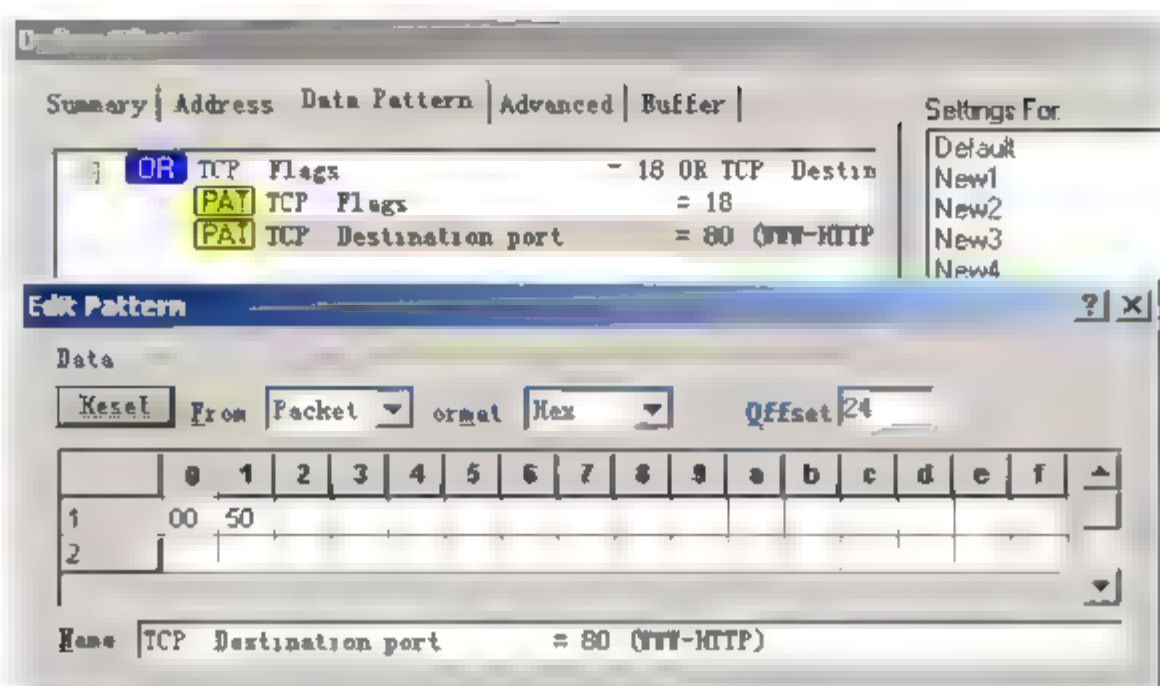 Summary Address Data Pattern Advanced Buffer
Settings For:
OR TCP Flags = 18 OR TCP Destin
PAT TCP Flags = 18
PAT TCP Destination port = 80 (WWW-HTTP
Default
New1
New2
New3
New4
Edit Pattern
Data
Reset From Packet ormat Hex Offset 24
0 1 2 3 4 5 6 7 8 9 a b c d e f
1 00 50
2
Name TCP Destination port = 80 (WWW-HTTP)